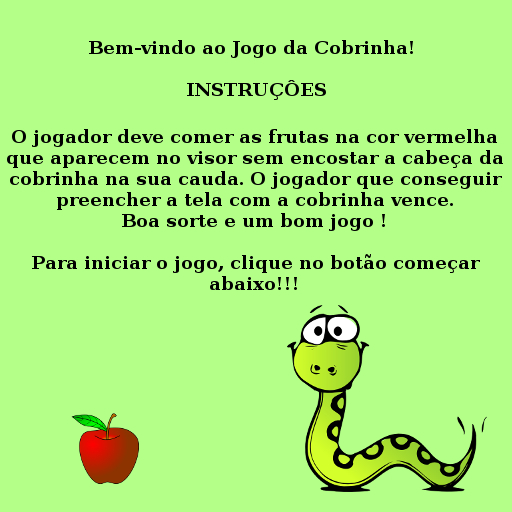 Bem-vindo ao Jogo da Cobrinha!
INSTRUÇÔES
O jogador deve comer as frutas na cor vermelha
que aparecem no visor sem encostar a cabeça da
cobrinha na sua cauda. O jogador que conseguir
preencher a tela com a cobrinha vence.
Boa sorte e um bom jogo !
Para iniciar o jogo, clique no botão começar
abaixo!!!